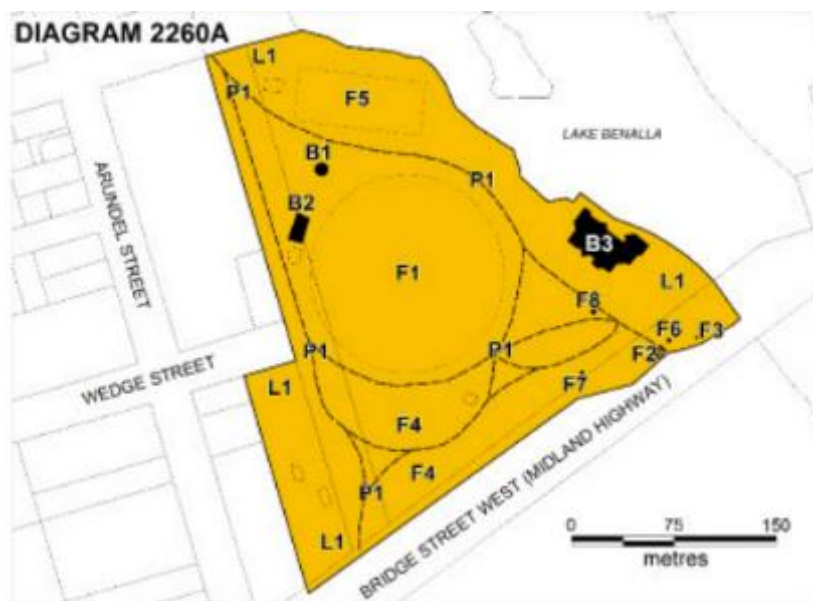 DIAGRAM 2260A
L1
P1
F5
LAKE BENALLA
B1
P1
ARUNDEL STREET
B2
B3
F1
L1
F8
F6
F3
P1
P1
F2
WEDGE STREET
L1
F7
F4
F4
P1
L1
BRIDGE STREET WEST (MIDLAND HIGHWAY)
0 75 150
metres